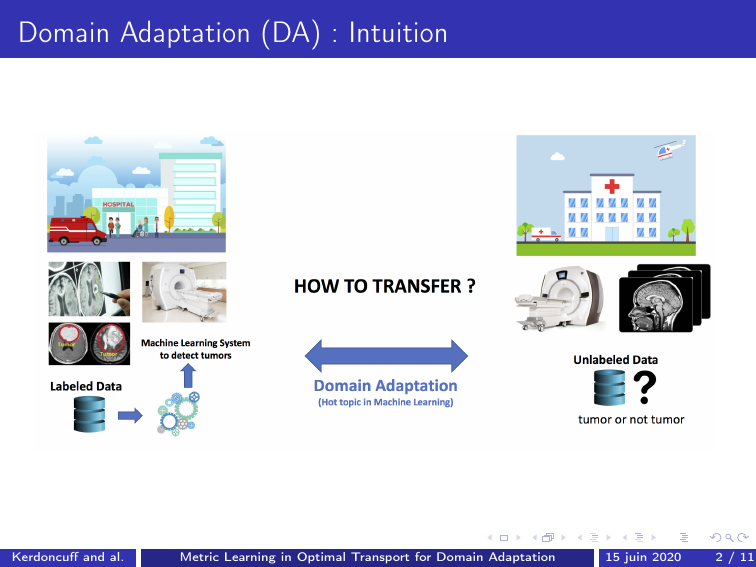 Domain Adaptation (DA) : Intuition
HOSPITAL
Tumor
Tumor
Machine Learning System
to detect tumors
Labeled Data
HOW TO TRANSFER ?
Domain Adaptation
(Hot topic in Machine Learning)
Unlabeled Data
?
tumor or not tumor
Kerdoncuff and al.
Metric Learning in Optimal Transport for Domain Adaptation
15 juin 2020
2 / 11